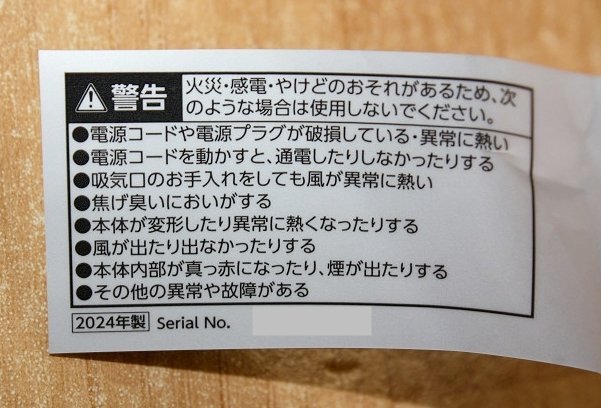 警告
火災・感電・やけどのおそれがあるため、次
のような場合は使用しないでください。
●電源コードや電源プラグが破損している・異常に熱い
●電源コードを動かすと、通電したりしなかったりする
●吸気口のお手入れをしても風が異常に熱い
●焦げ臭いにおいがする
●本体が変形したり異常に熱くなったりする
●風が出たり出なかったりする
●本体内部が真っ赤になったり、煙が出たりする
●その他の異常や故障がある
2024年製 Serial No.